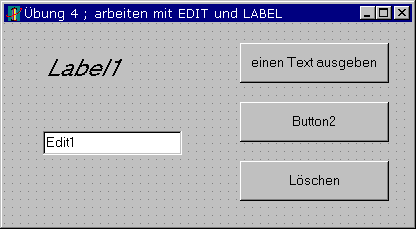 Übung 4 ; arbeiten mit EDIT und LABEL
Label1
einen Text ausgeben
Edit1
Button2
Löschen